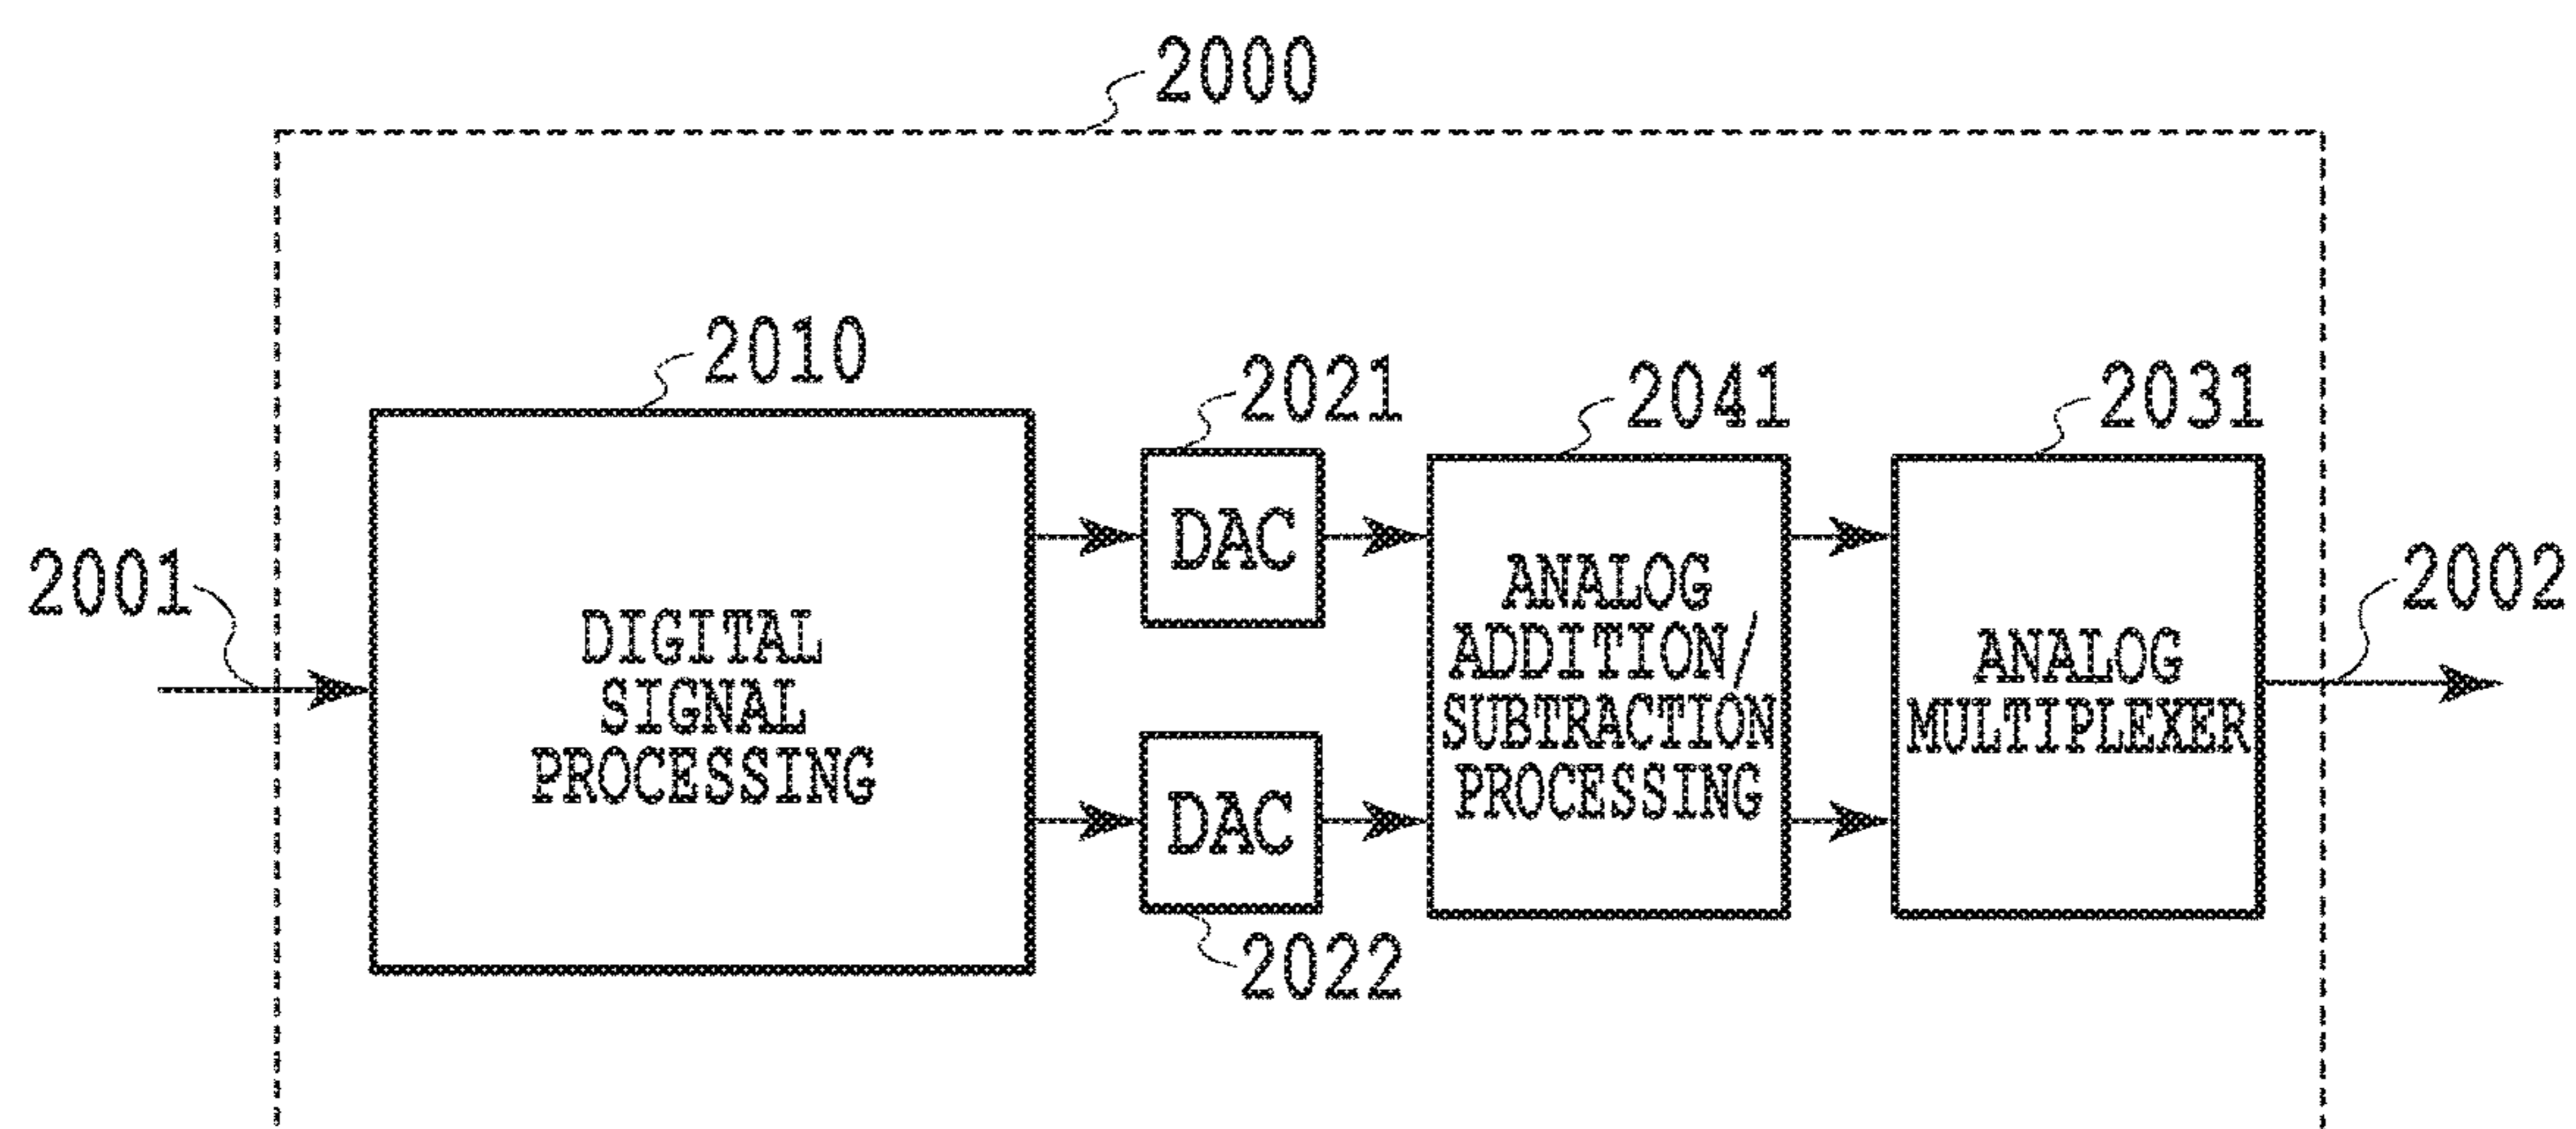 2000
2010
2021
2041
2031
2001
2002
DIGITAL
SIGNAL
PROCESSING
DAC
DAC
2022
ANALOG
ADDITION/
SUBTRACTION
PROCESSING
ANALOG
MULTIPLEXER